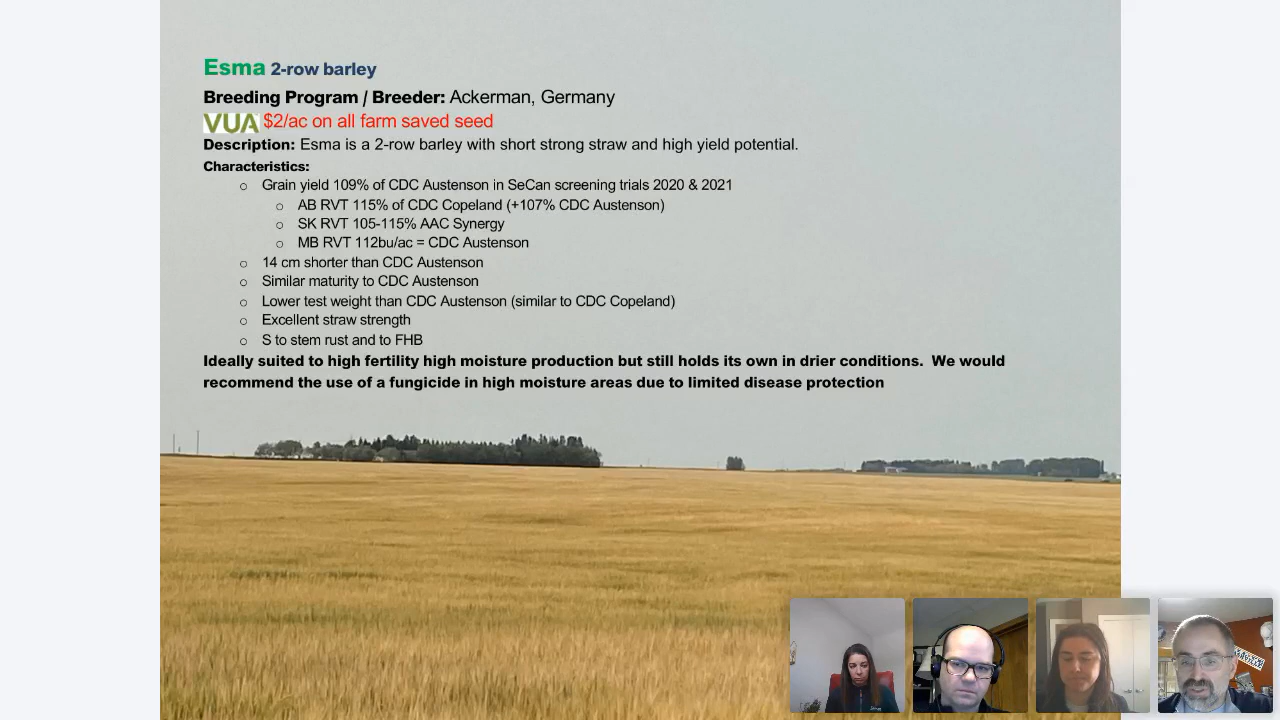 Esma 2-row barley
Breeding Program / Breeder: Ackerman, Germany
VUA $2/ac on all farm saved seed
Description: Esma is a 2-row barley with short strong straw and high yield potential.
Characteristics:
o Grain yield 109% of CDC Austenson in SeCan screening trials 2020 & 2021
o AB RVT 115% of CDC Copeland (+107% CDC Austenson)
o SK RVT 105-115% AAC Synergy
o MB RVT 112bu/ac = CDC Austenson
o 14 cm shorter than CDC Austenson
o Similar maturity to CDC Austenson
o Lower test weight than CDC Austenson (similar to CDC Copeland)
o Excellent straw strength
o S to stem rust and to FHB
Ideally suited to high fertility high moisture production but still holds its own in drier conditions. We would
recommend the use of a fungicide in high moisture areas due to limited disease protection